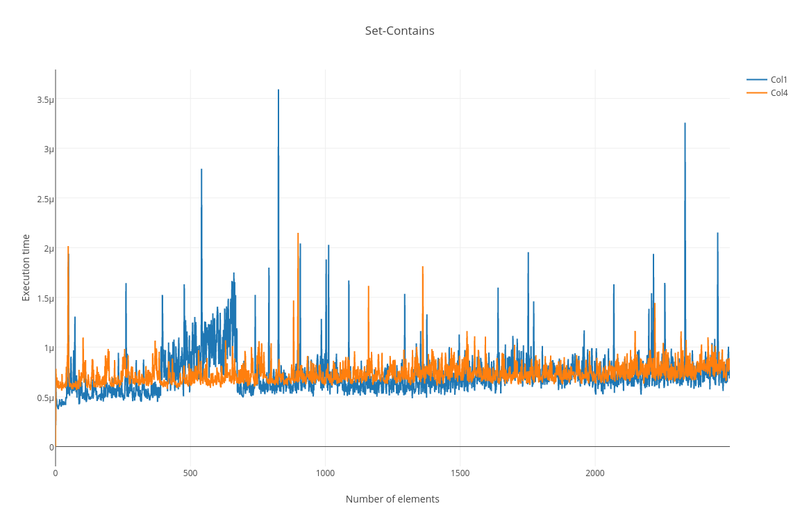 Set-Contains
Col1
Col4
3.5μ
3μ
2.5μ
2μ
1.5μ
1μ
0.5μ
0
Execution time
0
500
1000
1500
2000
Number of elements